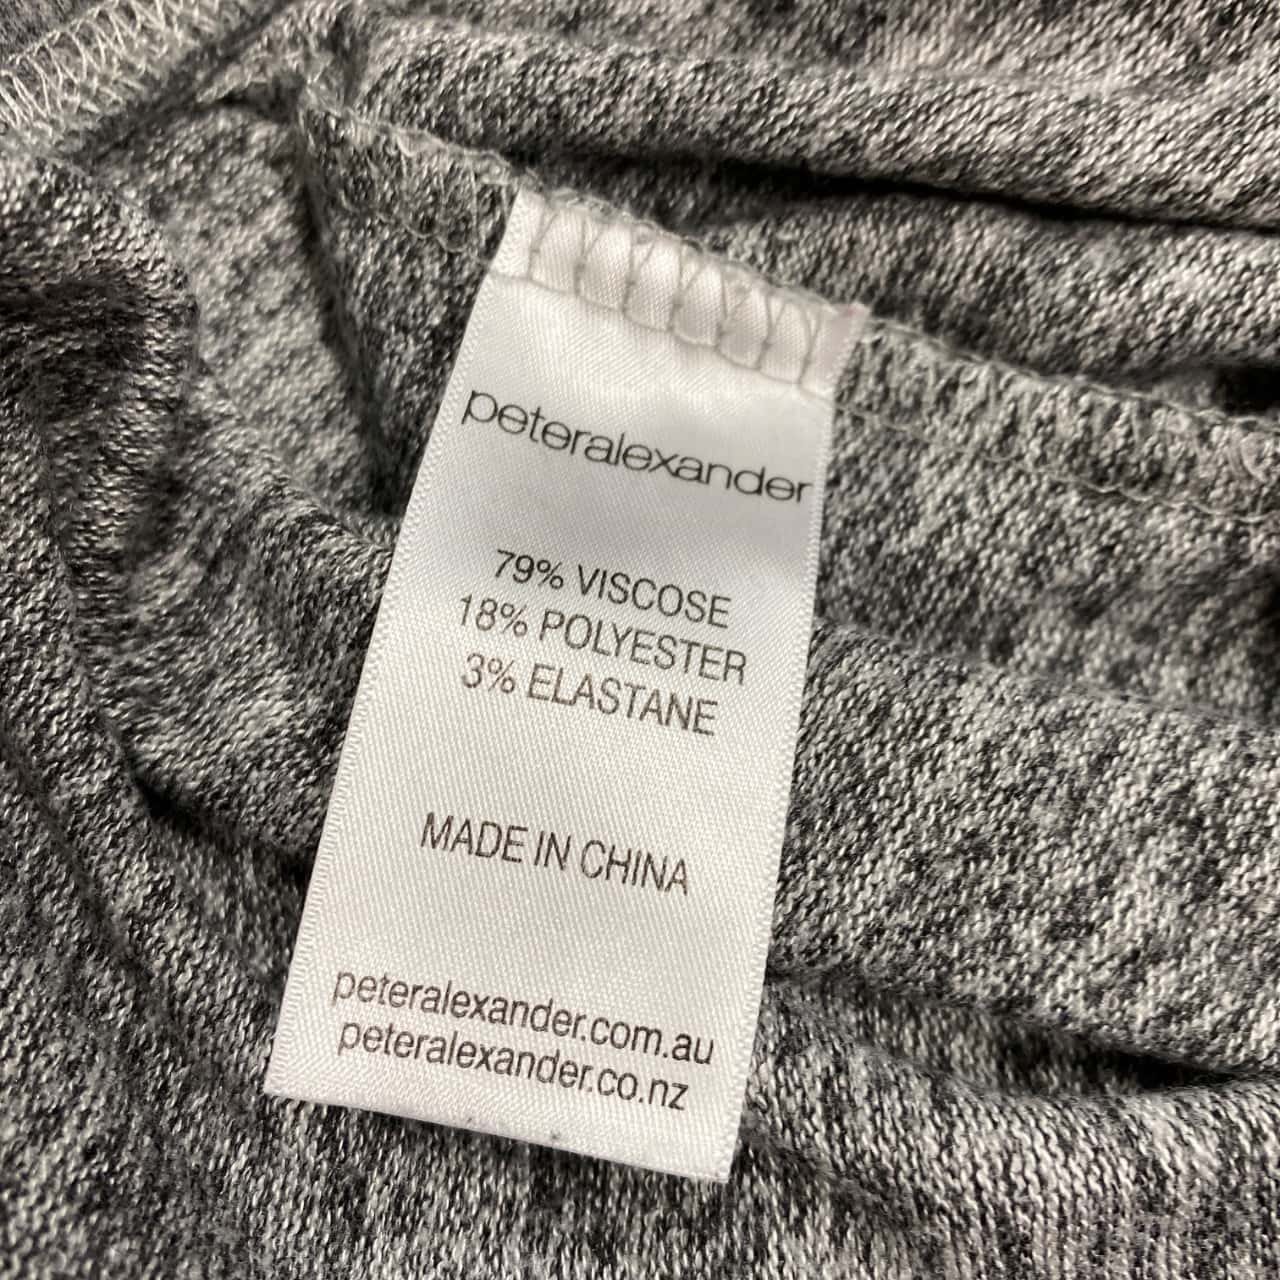 peteralexander
79% VISCOSE
18% POLYESTER
3% ELASTANE
MADE IN CHINA
peteralexander.com.au
peteralexander.co.nz